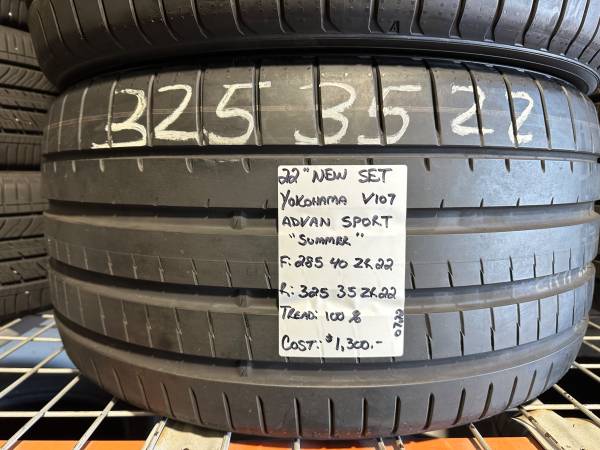 325 35 22
22" NEW SET
YOKOHAMA V107
ADVAN SPORT
"SUMMER"
F: 285 40 ZR 22
R: 325 35 ZR 22
TREAD: 100%
COST: $1,300.-
0722